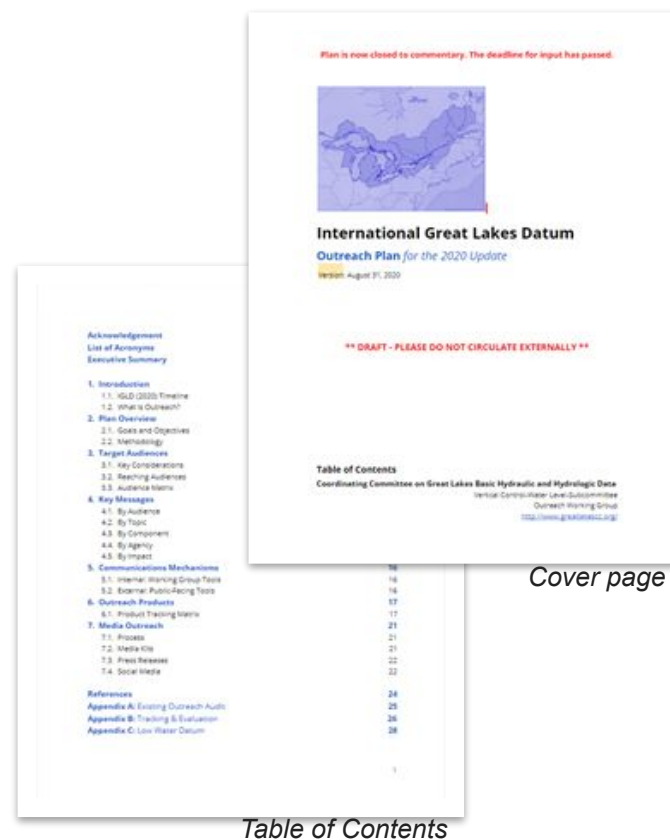 Plan is now closed to commentary. The deadline for input has passed.
International Great Lakes Datum
Outreach Plan for the 2020 Update
Version: August 31, 2020
** DRAFT - PLEASE DO NOT CIRCULATE EXTERNALLY **
Table of Contents
Coordinating Committee on Great Lakes Basic Hydraulic and Hydrologic Data
Vertical Control-Water Level-Subcommittee
Outreach Working Group
http://www.greatlakescc.org/
Cover page
Acknowledgement
List of Acronyms
Executive Summary
1. Introduction
1.1. IGLD (2020) Timeline
1.2. What is Outreach?
2. Plan Overview
2.1. Goals and Objectives
2.2. Methodology
3. Target Audiences
3.1. Key Considerations
3.2. Reaching Audiences
3.3. Audience Matrix
4. Key Messages
4.1. By Audience
4.2. By Topic
4.3. By Component
4.4. By Agency
4.5. By Impact
5. Communications Mechanisms 16
5.1. Internal: Working Group Tools 16
5.2. External: Public-Facing Tools 16
6. Outreach Products 17
6.1. Product Tracking Matrix 17
7. Media Outreach 21
7.1. Process 21
7.2. Media Kits 21
7.3. Press Releases 22
7.4. Social Media 22
References 24
Appendix A: Existing Outreach Audit 25
Appendix B: Tracking & Evaluation 26
Appendix C: Low Water Datum 28
1
Table of Contents